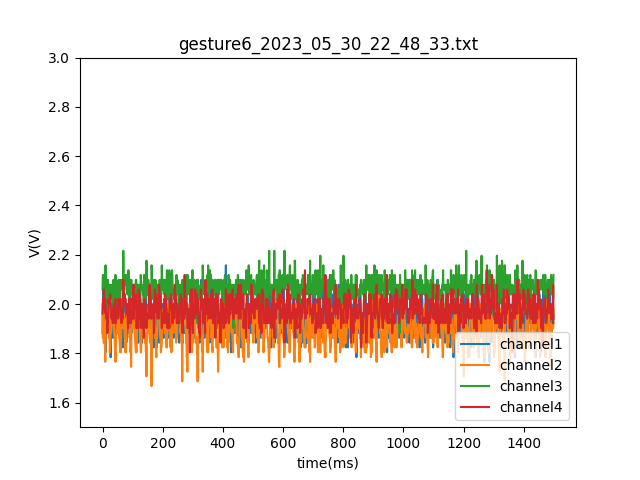 gesture6_2023_05_30_22_48_33.txt
3.0
2.8
2.6
2.4
2.2
2.0
1.8
1.6
V(V)
channel1
channel2
channel3
channel4
0 200 400 600 800 1000 1200 1400
time(ms)